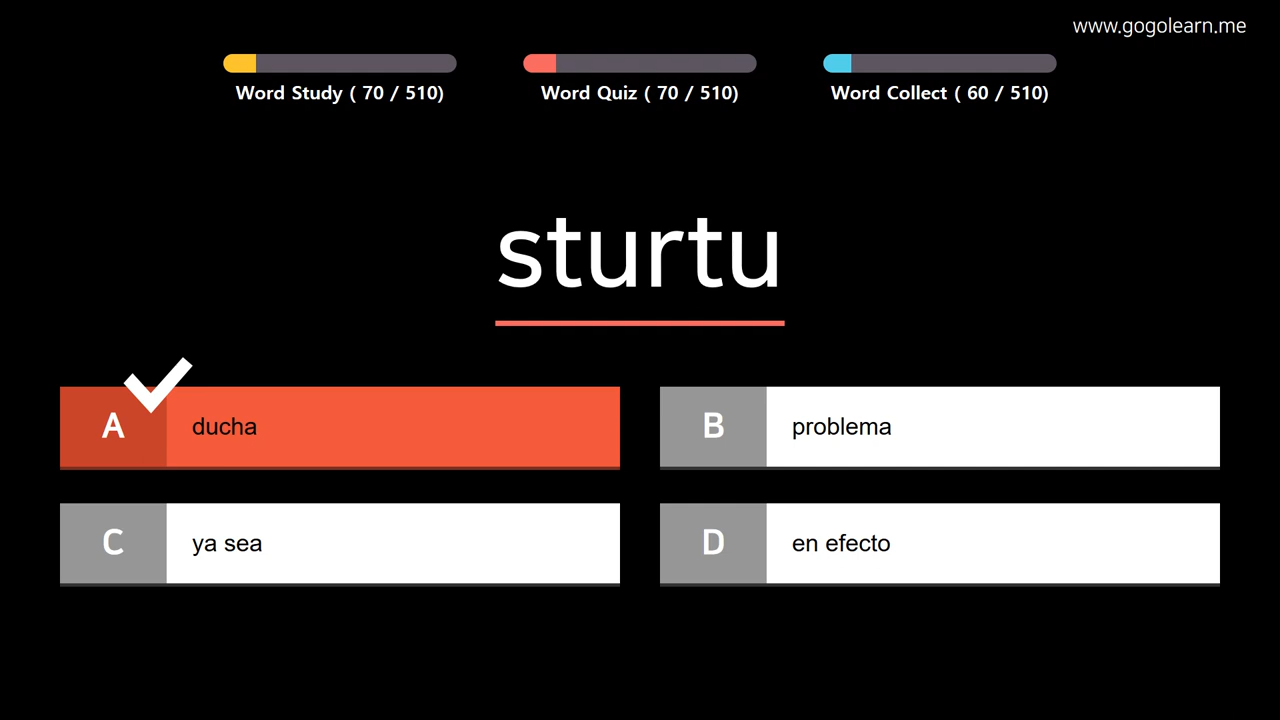 www.gogolearn.me
Word Study ( 70 / 510)
Word Quiz ( 70 / 510)
Word Collect ( 60 / 510)
sturtu
A ducha
B problema
C ya sea
D en efecto